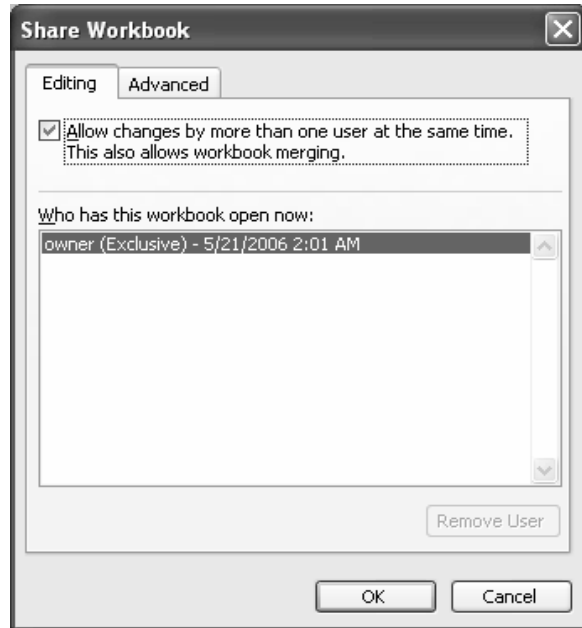 Share Workbook
Editing
Advanced
Allow changes by more than one user at the same time.
This also allows workbook merging.
Who has this workbook open now:
owner (Exclusive) - 5/21/2006 2:01 AM
Remove User
OK
Cancel